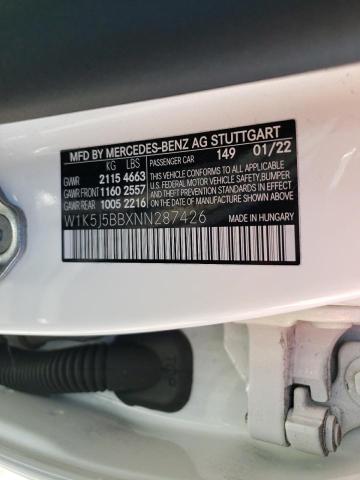 MFD BY MERCEDES-BENZ AG STUTTGART
KG LBS PASSENGER CAR 149 01/22
GVWR 2115 4663 THIS VEHICLE CONFORMS TO ALL APPLICABLE
GAWR FRONT 1160 2557 U.S. FEDERAL MOTOR VEHICLE SAFETY, BUMPER
GAWR REAR 1005 2216 AND THEFT PREVENTION STANDARDS IN EFFECT
ON THE DATE OF MANUFACTURE SHOWN ABOVE.
W1K5J5BBXNN287426
MADE IN HUNGARY